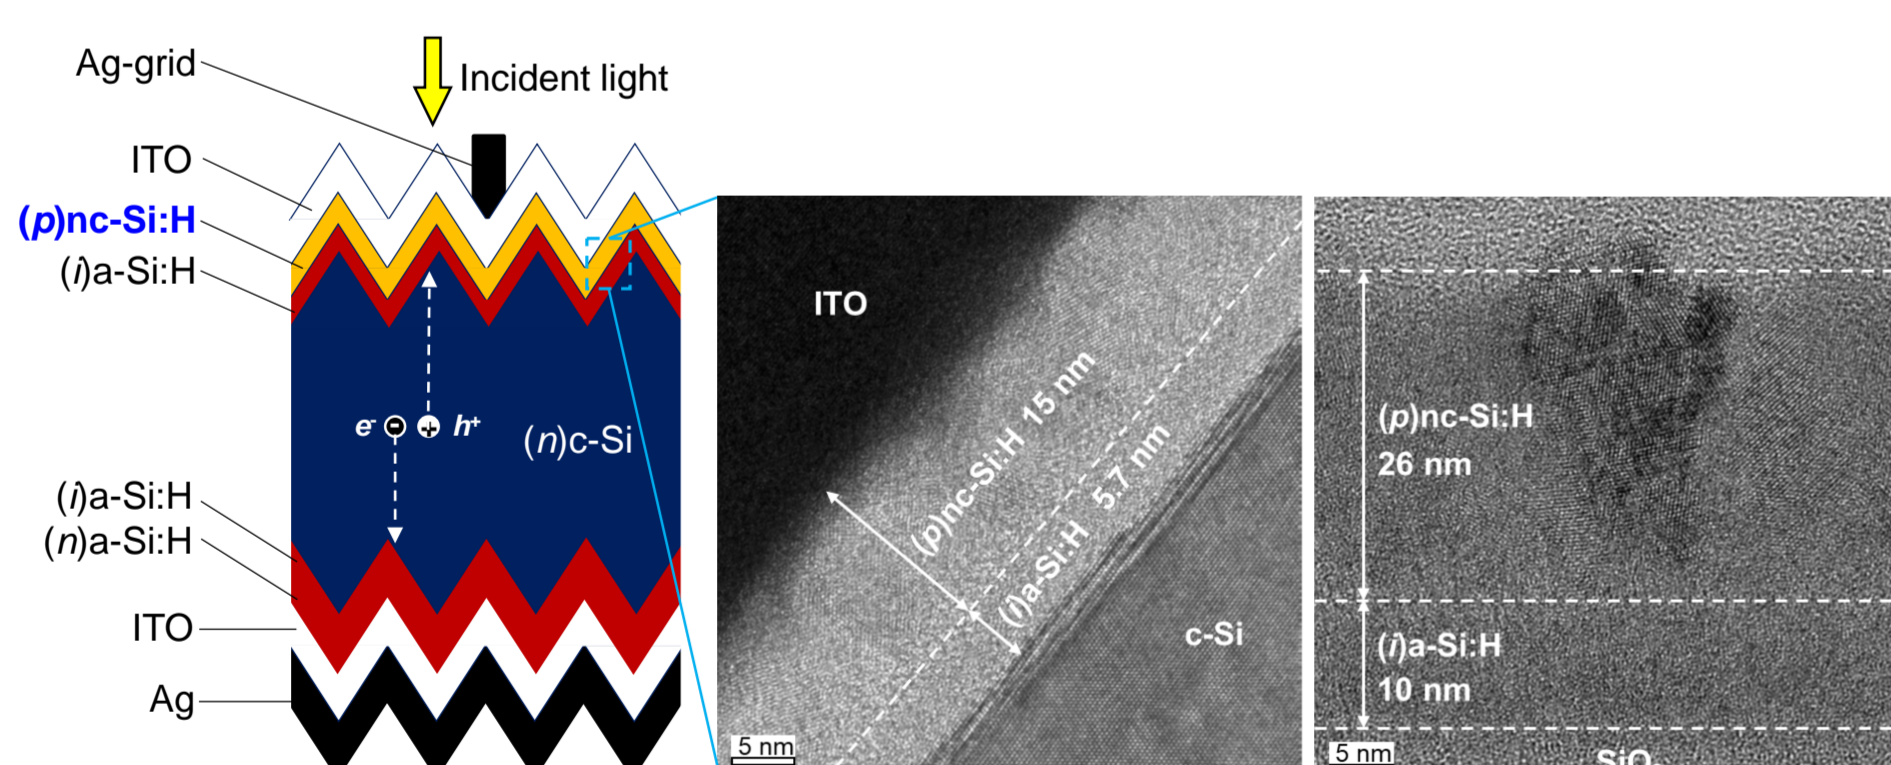 Ag-grid
Incident light
ITO
(p)nc-Si:H
(i)a-Si:H
e- h+
(n)c-Si
(i)a-Si:H
(n)a-Si:H
ITO
Ag
ITO
(p)nc-Si:H 15 nm
(i)a-Si:H 5.7 nm
c-Si
5 nm
(p)nc-Si:H
26 nm
(i)a-Si:H
10 nm
5 nm